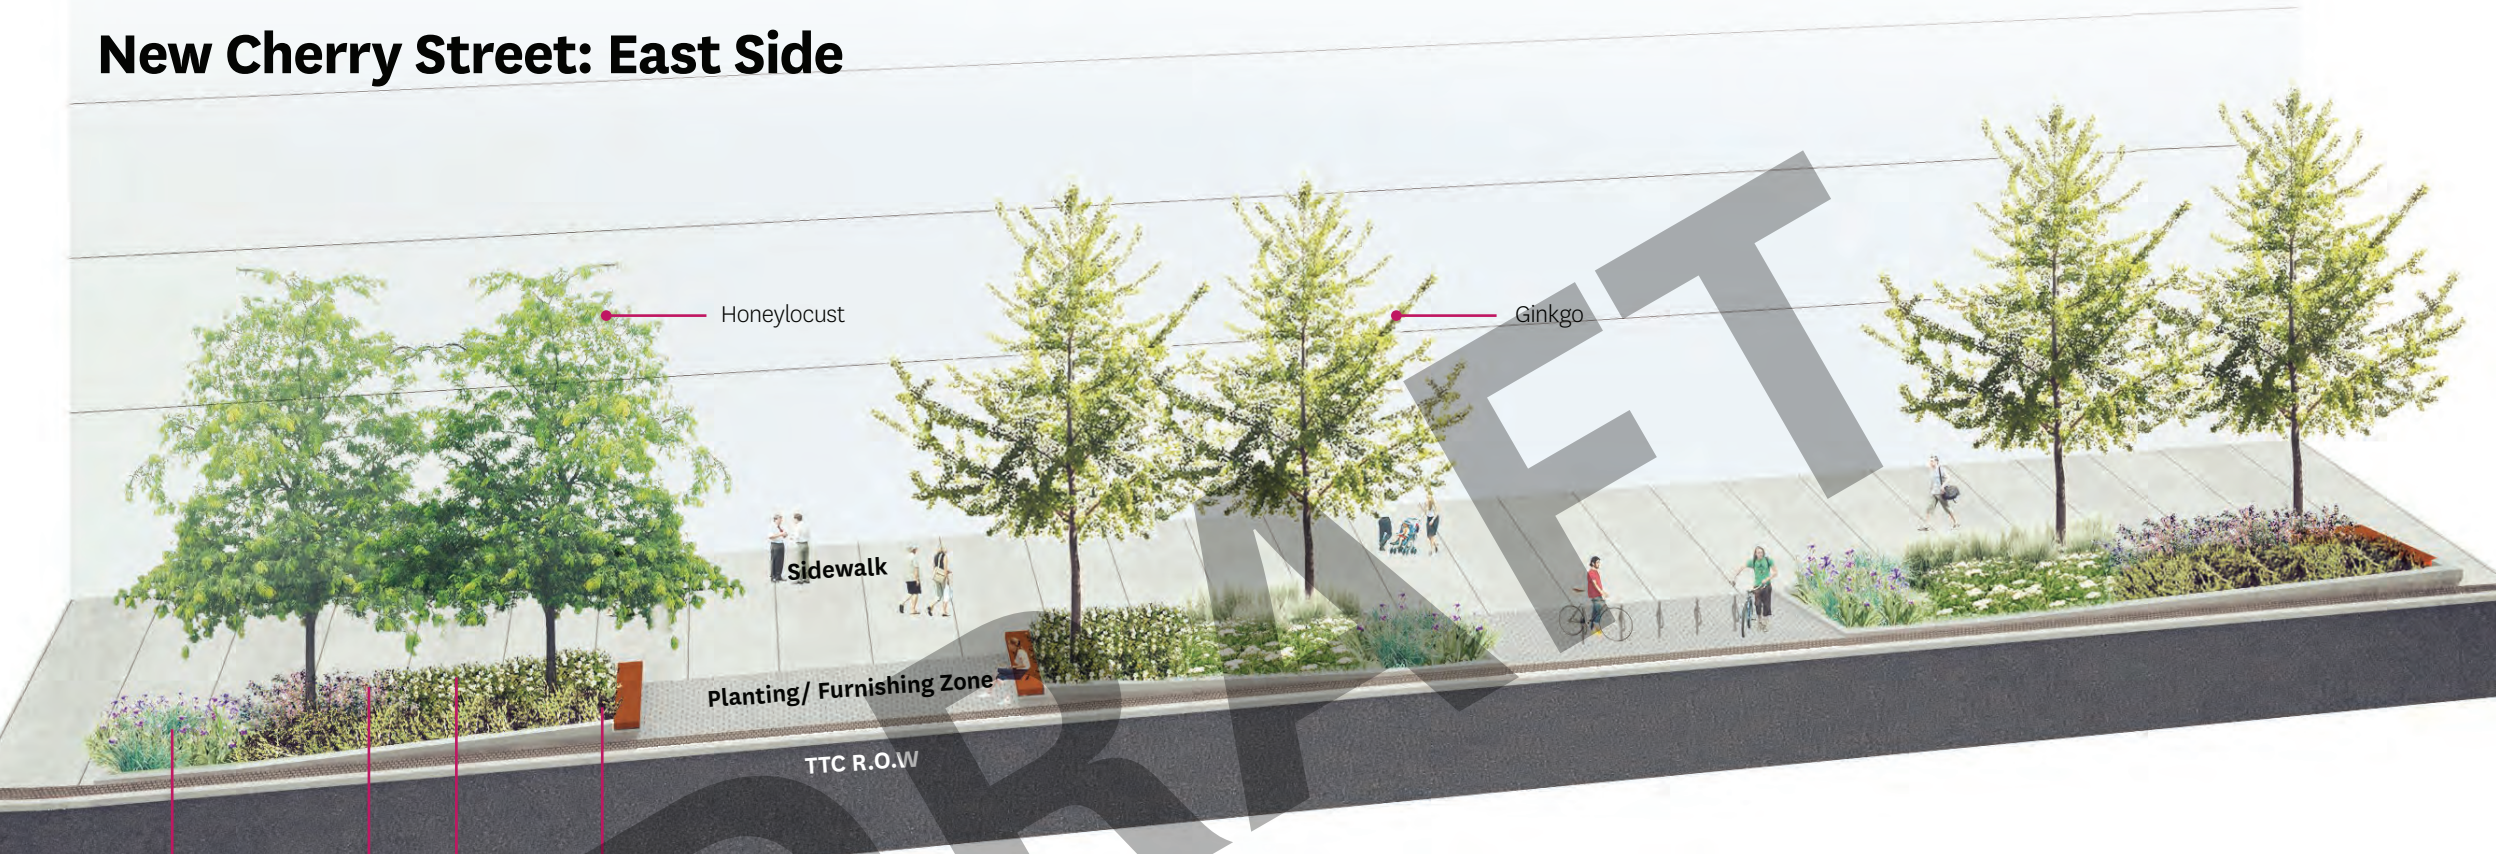 New Cherry Street: East Side
Honeylocust
Ginkgo
Sidewalk
Planting/ Furnishing Zone
TTC R.O.W
DRAFT